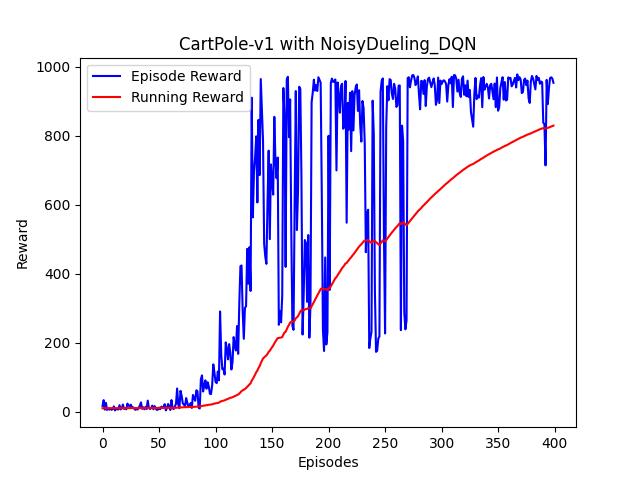 CartPole-v1 with NoisyDueling_DQN
Episode Reward
Running Reward
1000
800
600
400
200
0
Reward
0 50 100 150 200 250 300 350 400
Episodes